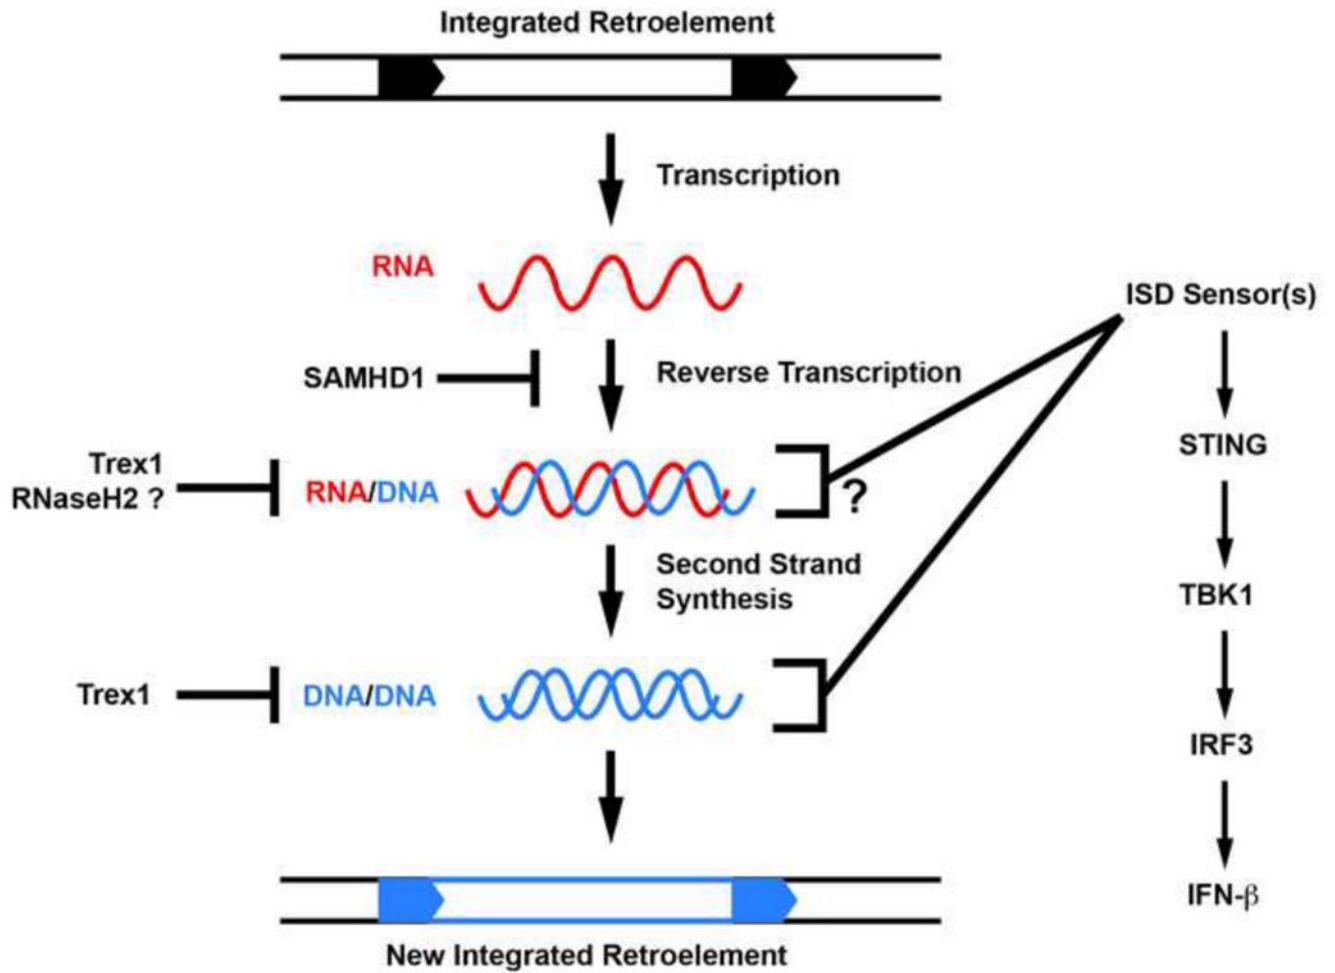 Integrated Retroelement
Transcription
RNA
ISD Sensor(s)
SAMHD1
Reverse Transcription
STING
Trex1
RNaseH2 ?
RNA/DNA
?
Second Strand
Synthesis
TBK1
Trex1
DNA/DNA
IRF3
IFN-β
New Integrated Retroelement